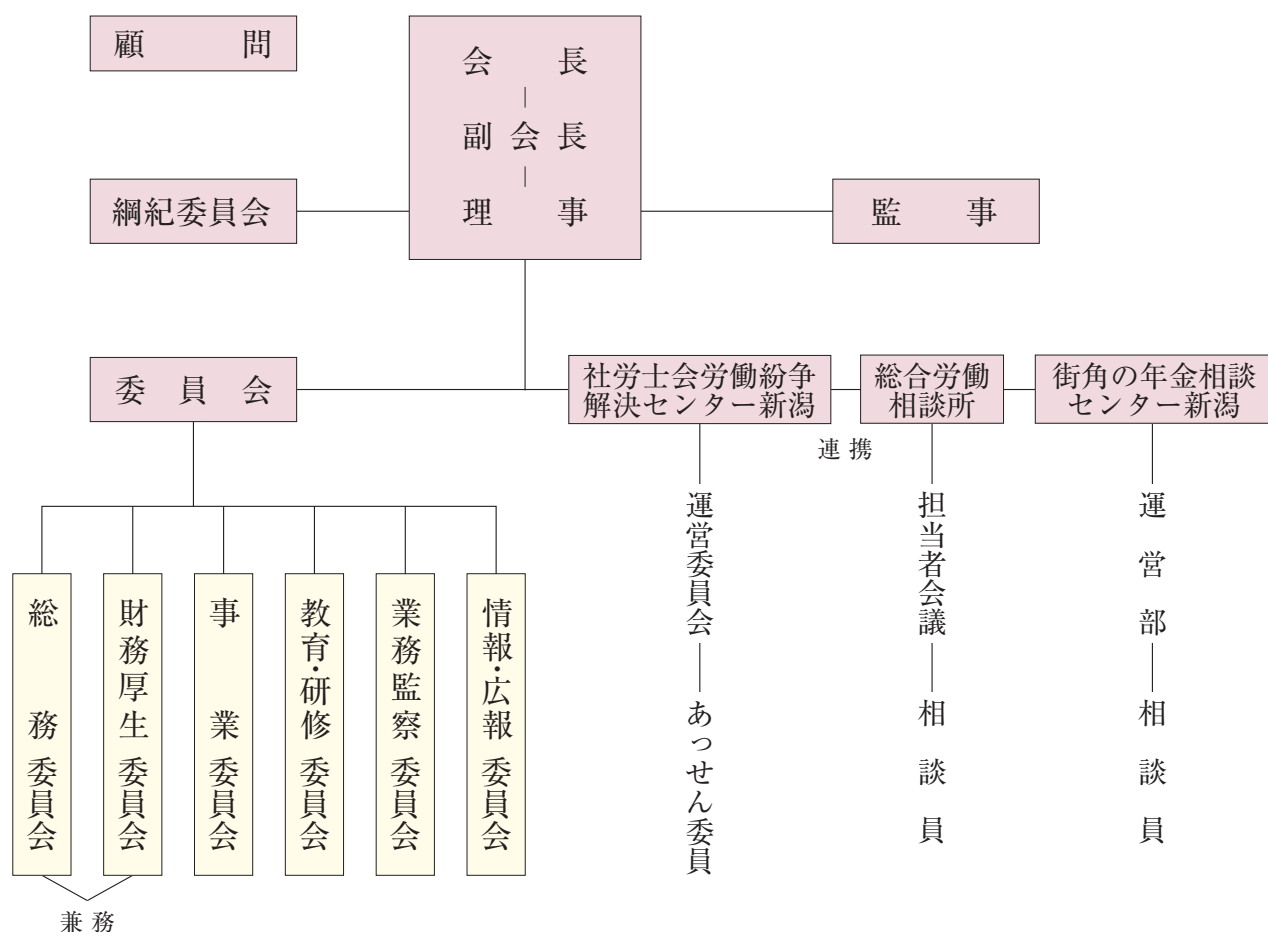 顧問
会長
副会長
理事
綱紀委員会
監事
委員会
社労士会労働紛争
解決センター新潟
総合労働
相談所
街角の年金相談
センター新潟
連携
総務委員会
財務厚生委員会
事業委員会
教育・研修委員会
業務監察委員会
情報・広報委員会
兼務
運営委員会
あっせん委員
担当者会議
相談員
運営部
相談員